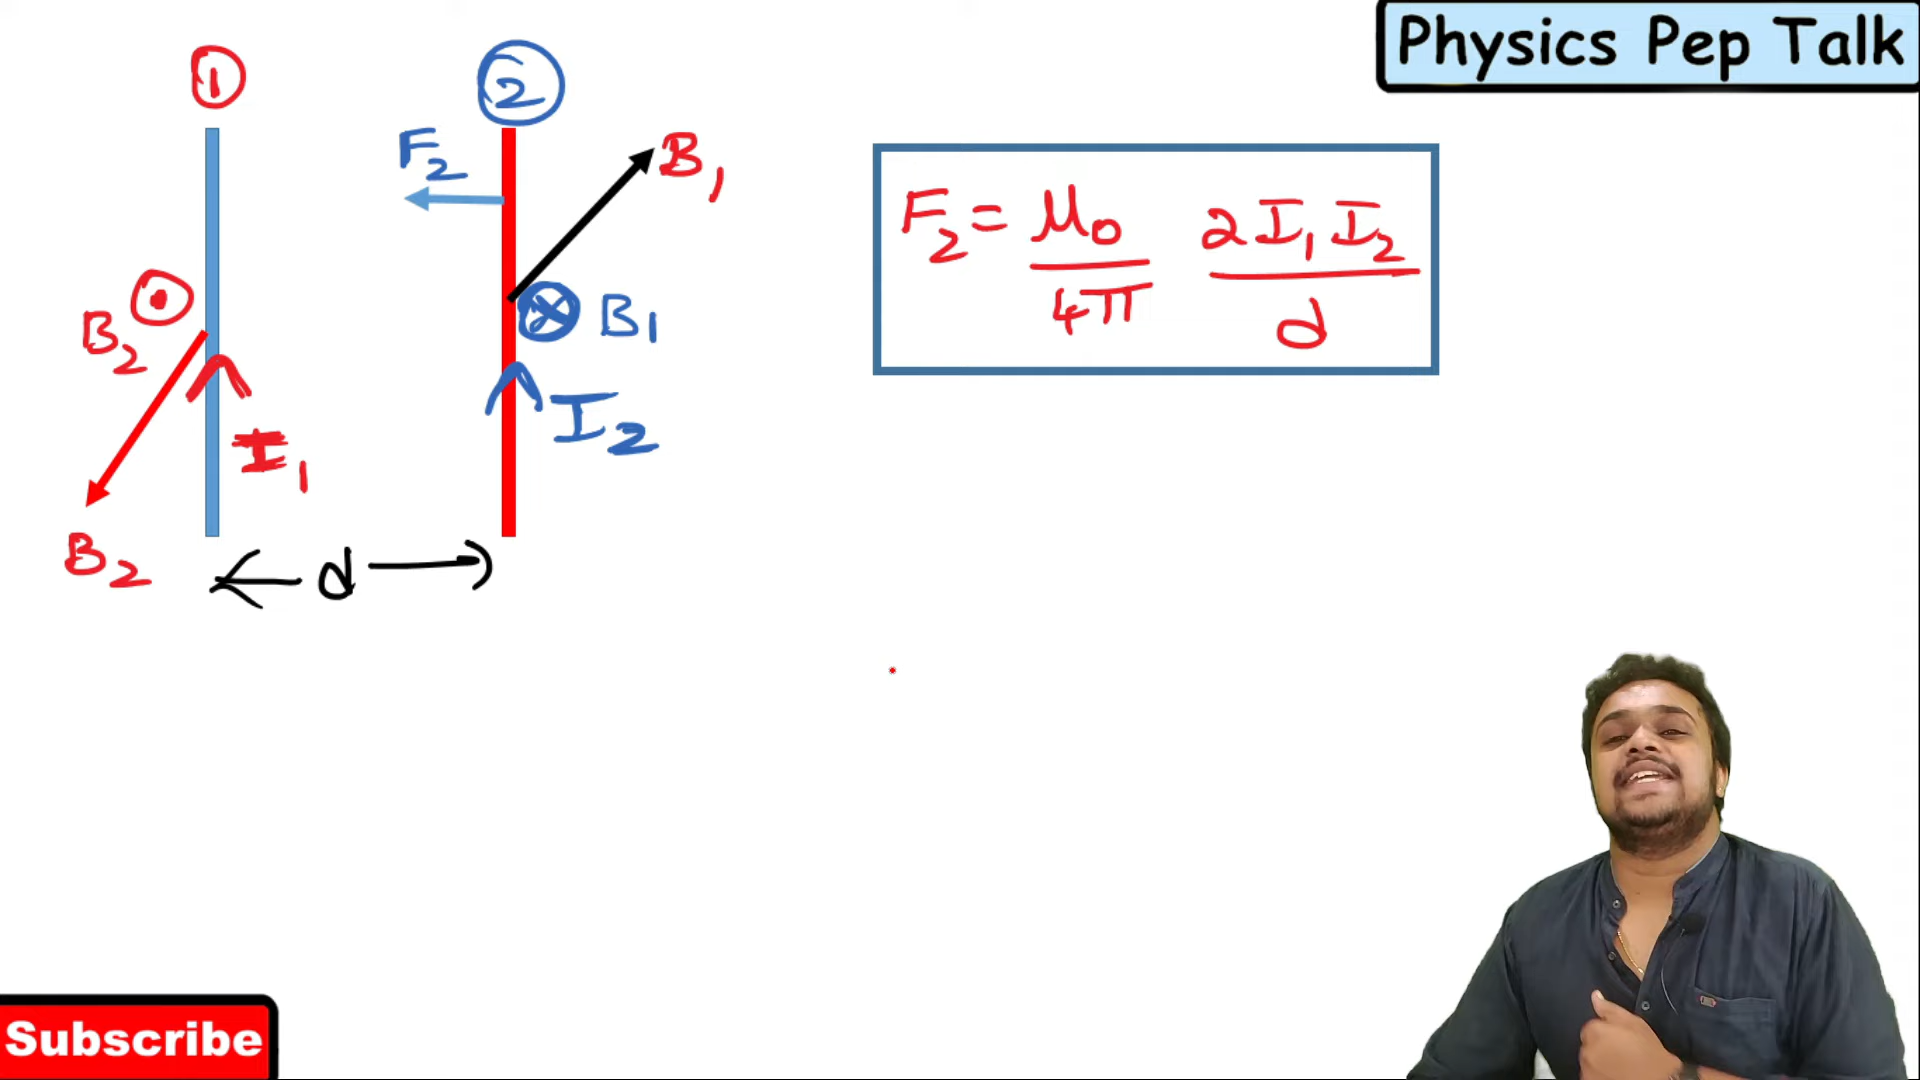 Physics Pep Talk
1
2
F₂
B₁
F₂ = μ₀/4π 2I₁I₂/d
B₂
B₁
I₂
I₁
B₂
d
Subscribe